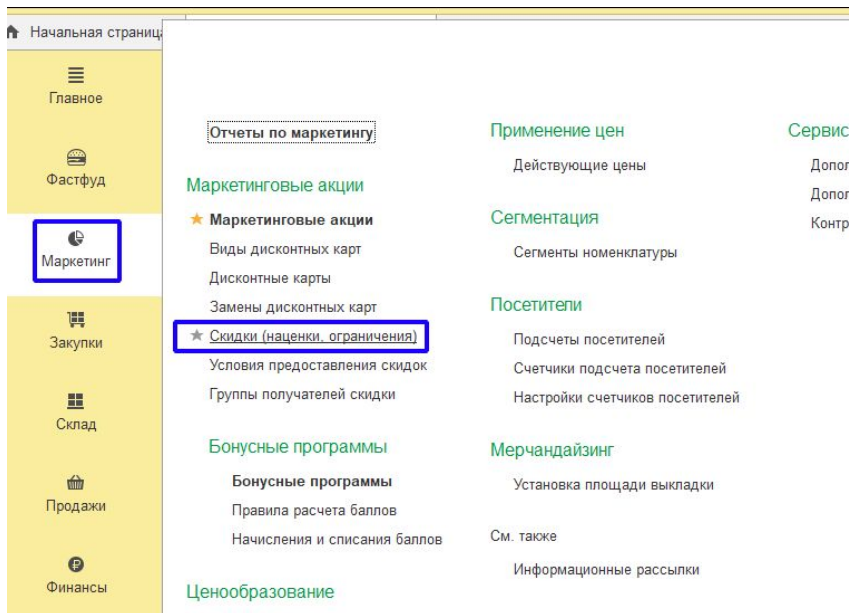 Начальная страница
Главное
Фастфуд
Маркетинг
Закупки
Склад
Продажи
Финансы
Отчеты по маркетингу
Маркетинговые акции
Маркетинговые акции
Виды дисконтных карт
Дисконтные карты
Замены дисконтных карт
Скидки (наценки, ограничения)
Условия предоставления скидок
Группы получателей скидки
Бонусные программы
Бонусные программы
Правила расчета баллов
Начисления и списания баллов
Ценообразование
Применение цен
Действующие цены
Сегментация
Сегменты номенклатуры
Посетители
Подсчеты посетителей
Счетчики подсчета посетителей
Настройки счетчиков посетителей
Мерчандайзинг
Установка площади выкладки
См. также
Информационные рассылки
Сервис
Допол
Допол
Контр